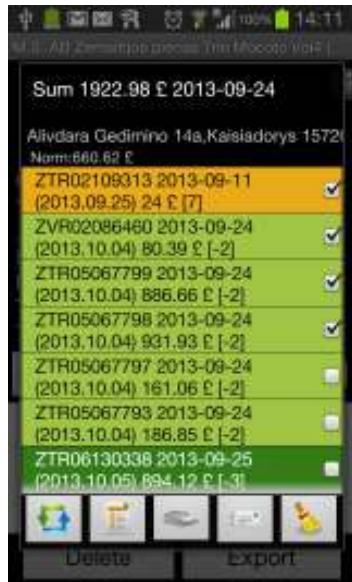 100% 14:11
Sum 1922.98 £ 2013-09-24
Alivdara Gedimino 14a,Kaisiadorys 1572
Norm:660.62 £
ZTR02109313 2013-09-11
(2013.09.25) 24 £ [7]
ZVR02086460 2013-09-24
(2013.10.04) 80.39 £ [-2]
ZTR05067799 2013-09-24
(2013.10.04) 886.66 £ [-2]
ZTR05067798 2013-09-24
(2013.10.04) 931.93 £ [-2]
ZTR05067797 2013-09-24
(2013.10.04) 161.06 £ [-2]
ZTR05067793 2013-09-24
(2013.10.04) 186.85 £ [-2]
ZTR06130338 2013-09-25
(2013.10.05) 894.12 £ [-3]
Delete Export